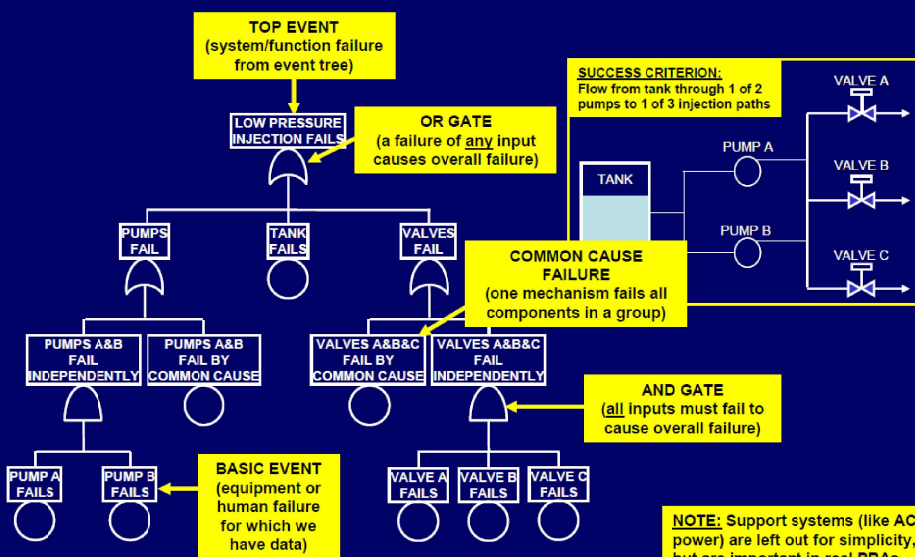 TOP EVENT
(system/function failure
from event tree)
SUCCESS CRITERION:
Flow from tank through 1 of 2
pumps to 1 of 3 injection paths
VALVE A
LOW PRESSURE
INJECTION FAILS
OR GATE
(a failure of any input
causes overall failure)
PUMP A
TANK
VALVE B
PUMPS
FAIL
TANK
FAILS
VALVES
FAIL
PUMP B
VALVE C
COMMON CAUSE
FAILURE
(one mechanism fails all
components in a group)
PUMPS A&B
FAIL
INDEPENDENTLY
PUMPS A&B
FAIL BY
COMMON CAUSE
VALVES A&B&C
FAIL BY
COMMON CAUSE
VALVES A&B&C
FAIL
INDEPENDENTLY
AND GATE
(all inputs must fail to
cause overall failure)
PUMP A
FAILS
PUMP B
FAILS
BASIC EVENT
(equipment or
human failure
for which we
have data)
VALVE A
FAILS
VALVE B
FAILS
VALVE C
FAILS
NOTE: Support systems (like AC
power) are left out for simplicity,
but are important in real PRAs